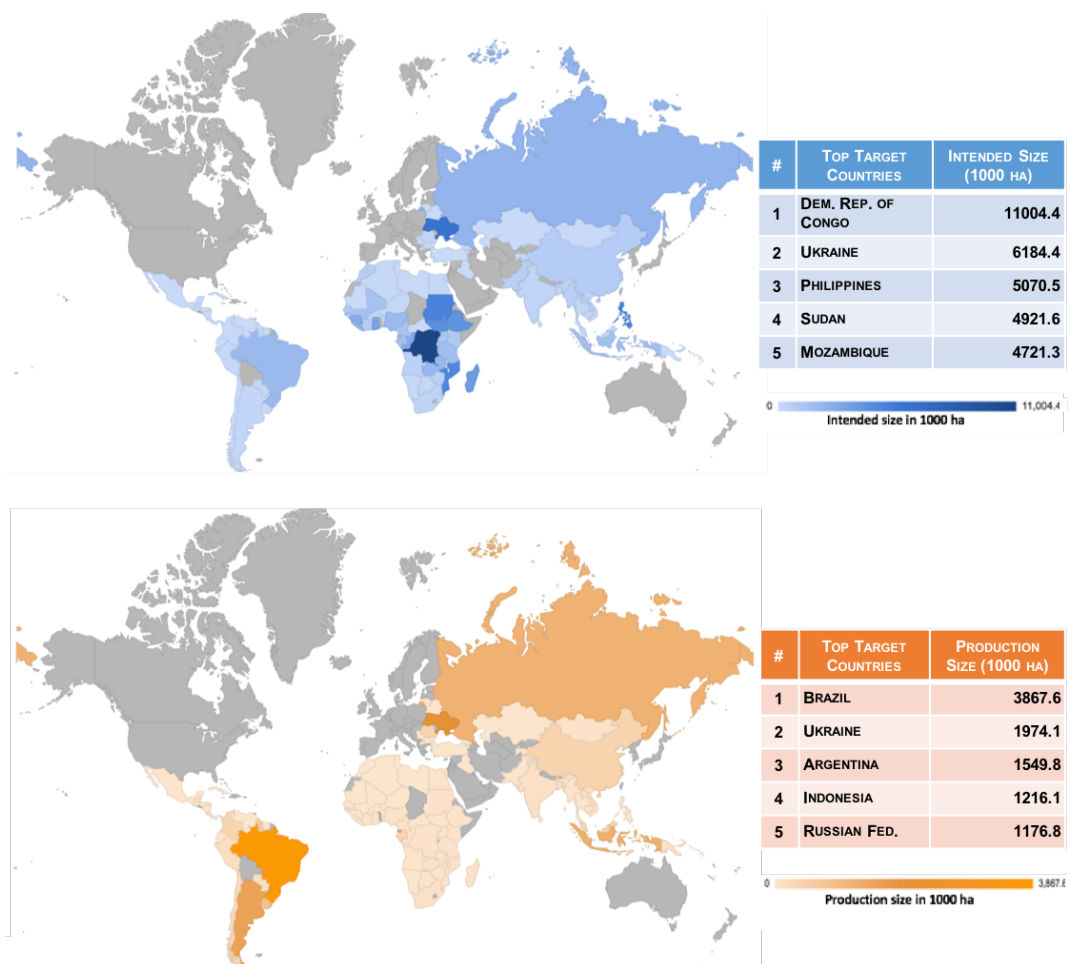 # TOP TARGET COUNTRIES INTENDED SIZE (1000 HA)
1 DEM. REP. OF CONGO 11004.4
2 UKRAINE 6184.4
3 PHILIPPINES 5070.5
4 SUDAN 4921.6
5 MOZAMBIQUE 4721.3
0 11,004.4
Intended size in 1000 ha
# TOP TARGET COUNTRIES PRODUCTION SIZE (1000 HA)
1 BRAZIL 3867.6
2 UKRAINE 1974.1
3 ARGENTINA 1549.8
4 INDONESIA 1216.1
5 RUSSIAN FED. 1176.8
0 3,867.6
Production size in 1000 ha